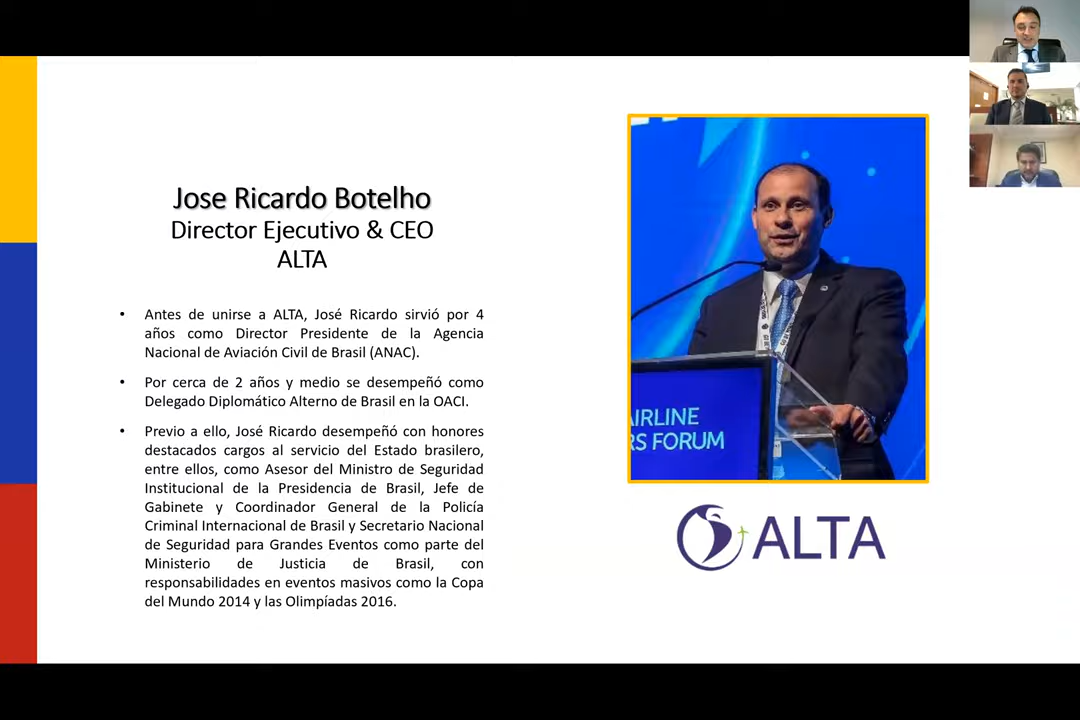 Jose Ricardo Botelho
Director Ejecutivo & CEO
ALTA
• Antes de unirse a ALTA, José Ricardo sirvió por 4
años como Director Presidente de la Agencia
Nacional de Aviación Civil de Brasil (ANAC).
• Por cerca de 2 años y medio se desempeñó como
Delegado Diplomático Alterno de Brasil en la OACI.
• Previo a ello, José Ricardo desempeñó con honores
destacados cargos al servicio del Estado brasilero,
entre ellos, como Asesor del Ministro de Seguridad
Institucional de la Presidencia de Brasil, Jefe de
Gabinete y Coordinador General de la Policía
Criminal Internacional de Brasil y Secretario Nacional
de Seguridad para Grandes Eventos como parte del
Ministerio de Justicia de Brasil, con
responsabilidades en eventos masivos como la Copa
del Mundo 2014 y las Olimpíadas 2016.
AIRLINE
RS FORUM
ALTA